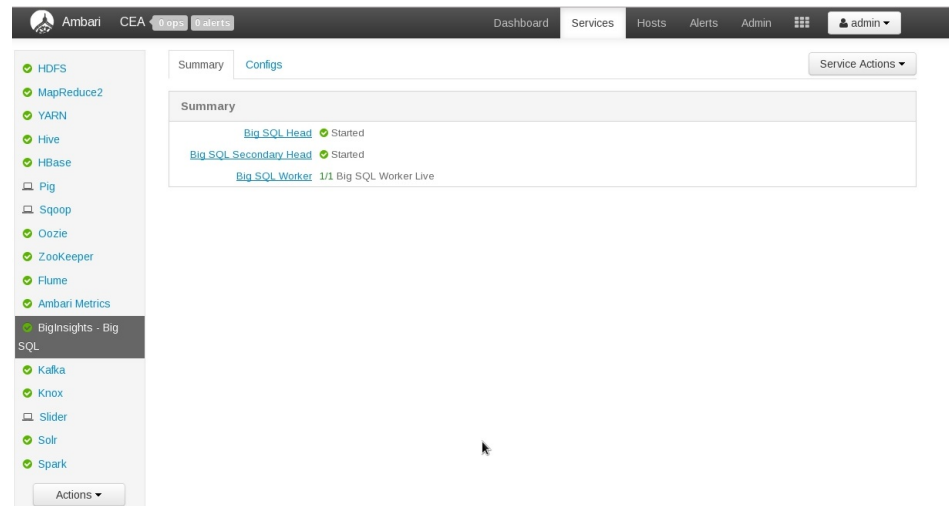 Ambari CEA 0 ops 0 alerts Dashboard Services Hosts Alerts Admin admin
HDFS
MapReduce2
YARN
Hive
HBase
Pig
Sqoop
Oozie
ZooKeeper
Flume
Ambari Metrics
BigInsights - Big
SQL
Kafka
Knox
Slider
Solr
Spark
Actions
Summary Configs Service Actions
Summary
Big SQL Head Started
Big SQL Secondary Head Started
Big SQL Worker 1/1 Big SQL Worker Live